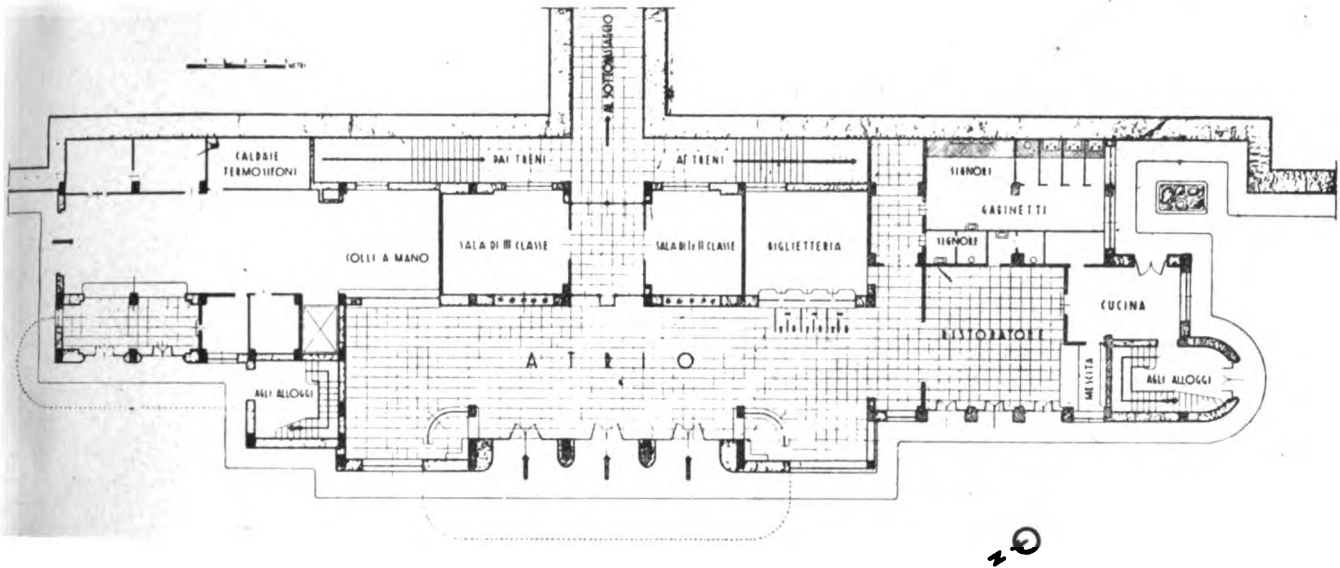 METRI
AL SOTTOPASSAGGIO
CALDAIE
TERMOSIFONI
DAI TRENI
AI TRENI
SIGNORI
GABINETTI
SIGNORE
COLLI A MANO
SALA DI III CLASSE
SALA DI I e II CLASSE
BIGLIETTERIA
CUCINA
ATRIO
RISTORATORE
MESCITA
AGLI ALLOGGI
AGLI ALLOGGI
N